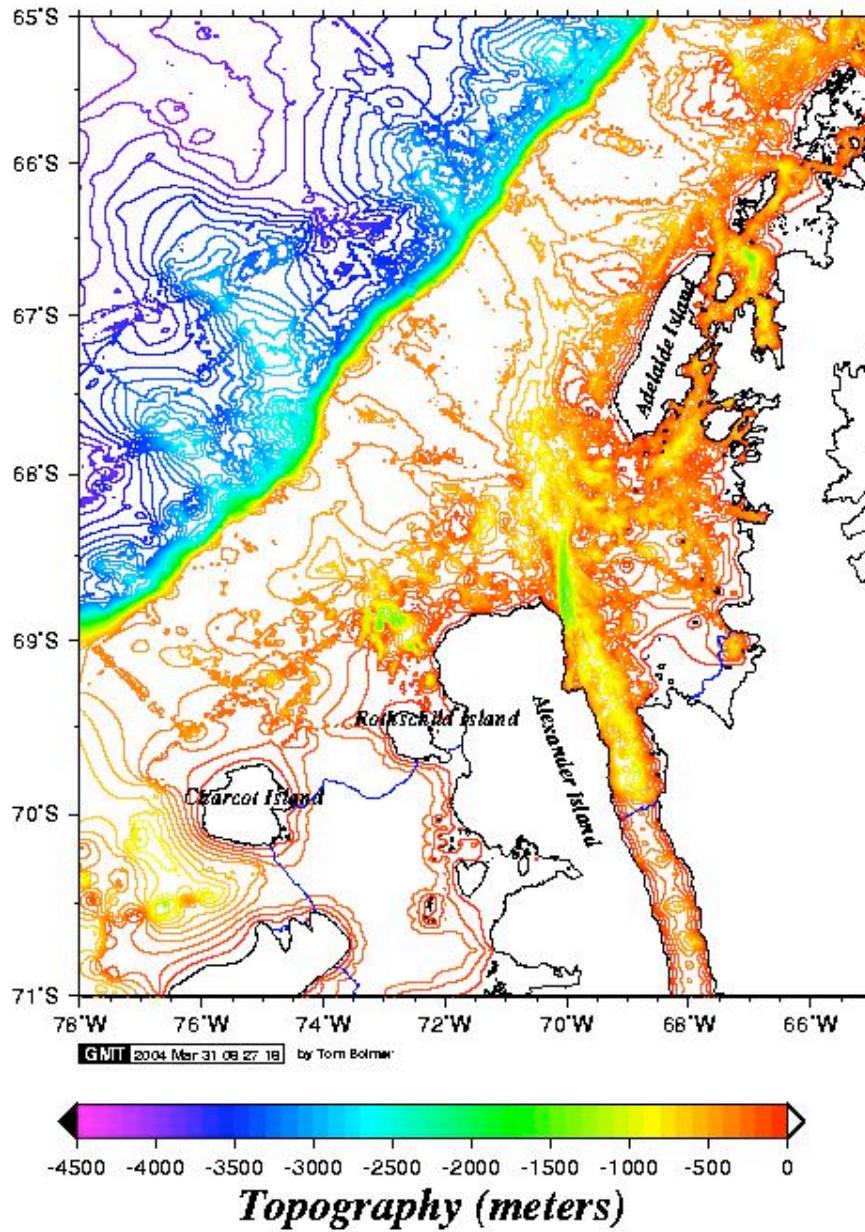 65°S
66°S
67°S
Adelaide Island
68°S
69°S
Rothschild Island
Alexander island
Charcot Island
70°S
71°S
78°W 76°W 74°W 72°W 70°W 68°W 66°W
GMT 2004 Mar 31 08 27 18 by Tom Bolmer
-4500 -4000 -3500 -3000 -2500 -2000 -1500 -1000 -500 0
Topography (meters)